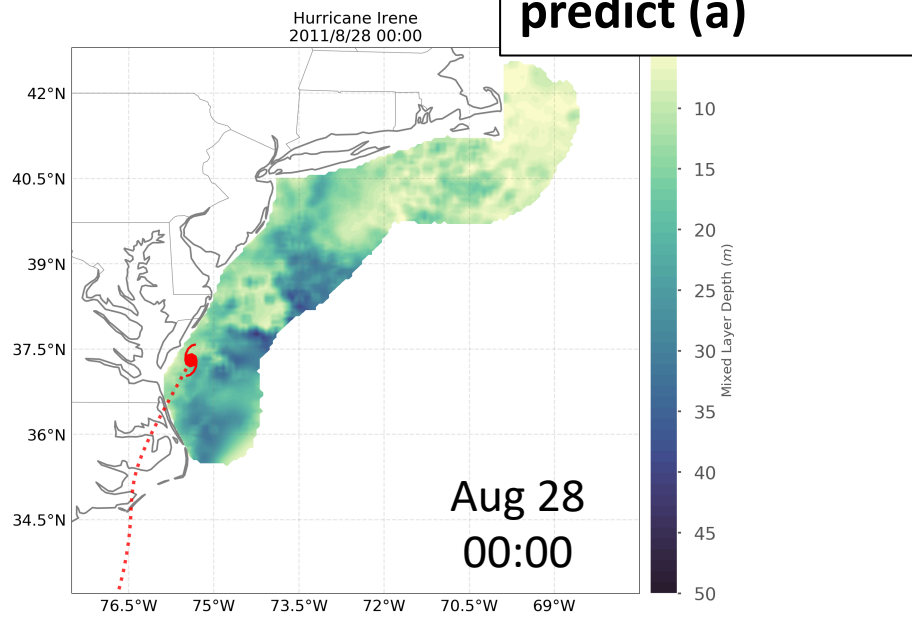 predict (a)
Hurricane Irene
2011/8/28 00:00
42°N
40.5°N
39°N
37.5°N
36°N
34.5°N
76.5°W 75°W 73.5°W 72°W 70.5°W 69°W
Aug 28
00:00
10
15
20
25
30
35
40
45
50
Mixed Layer Depth (m)